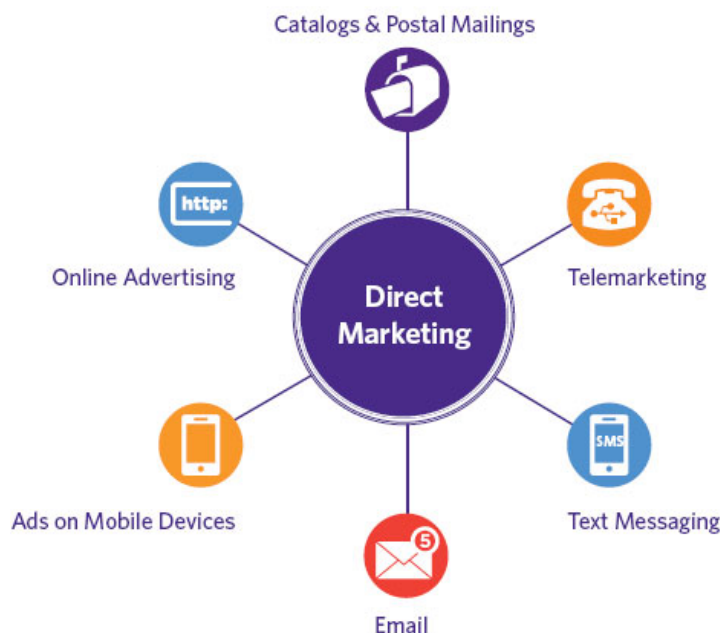 Catalogs & Postal Mailings
http:
Online Advertising
Telemarketing
Direct
Marketing
Ads on Mobile Devices
SMS
Text Messaging
5
Email